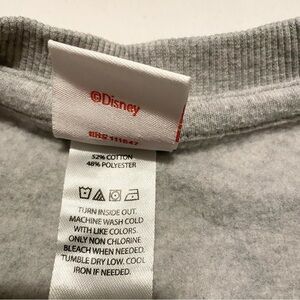 ©Disney
111647
52% COTTON
48% POLYESTER
TURN INSIDE OUT.
MACHINE WASH COLD
WITH LIKE COLORS.
ONLY NON CHLORINE
BLEACH WHEN NEEDED.
TUMBLE DRY LOW. COOL
IRON IF NEEDED.